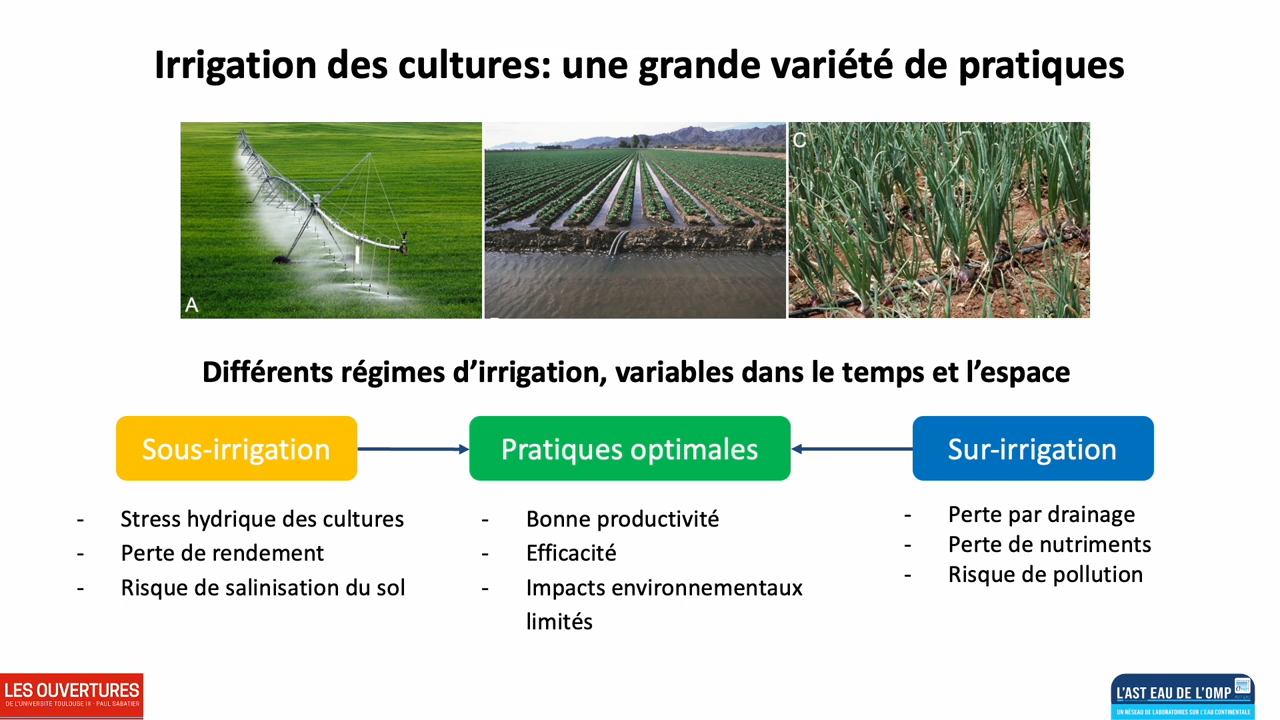 Irrigation des cultures: une grande variété de pratiques
A
C
Différents régimes d’irrigation, variables dans le temps et l’espace
Sous-irrigation
- Stress hydrique des cultures
- Perte de rendement
- Risque de salinisation du sol
Pratiques optimales
- Bonne productivité
- Efficacité
- Impacts environnementaux
limités
Sur-irrigation
- Perte par drainage
- Perte de nutriments
- Risque de pollution
LES OUVERTURES
DE L'UNIVERSITÉ TOULOUSE III - PAUL SABATIER
L'AST EAU DE L'OMP
UN RÉSEAU DE LABORATOIRES SUR L'EAU CONTINENTALE